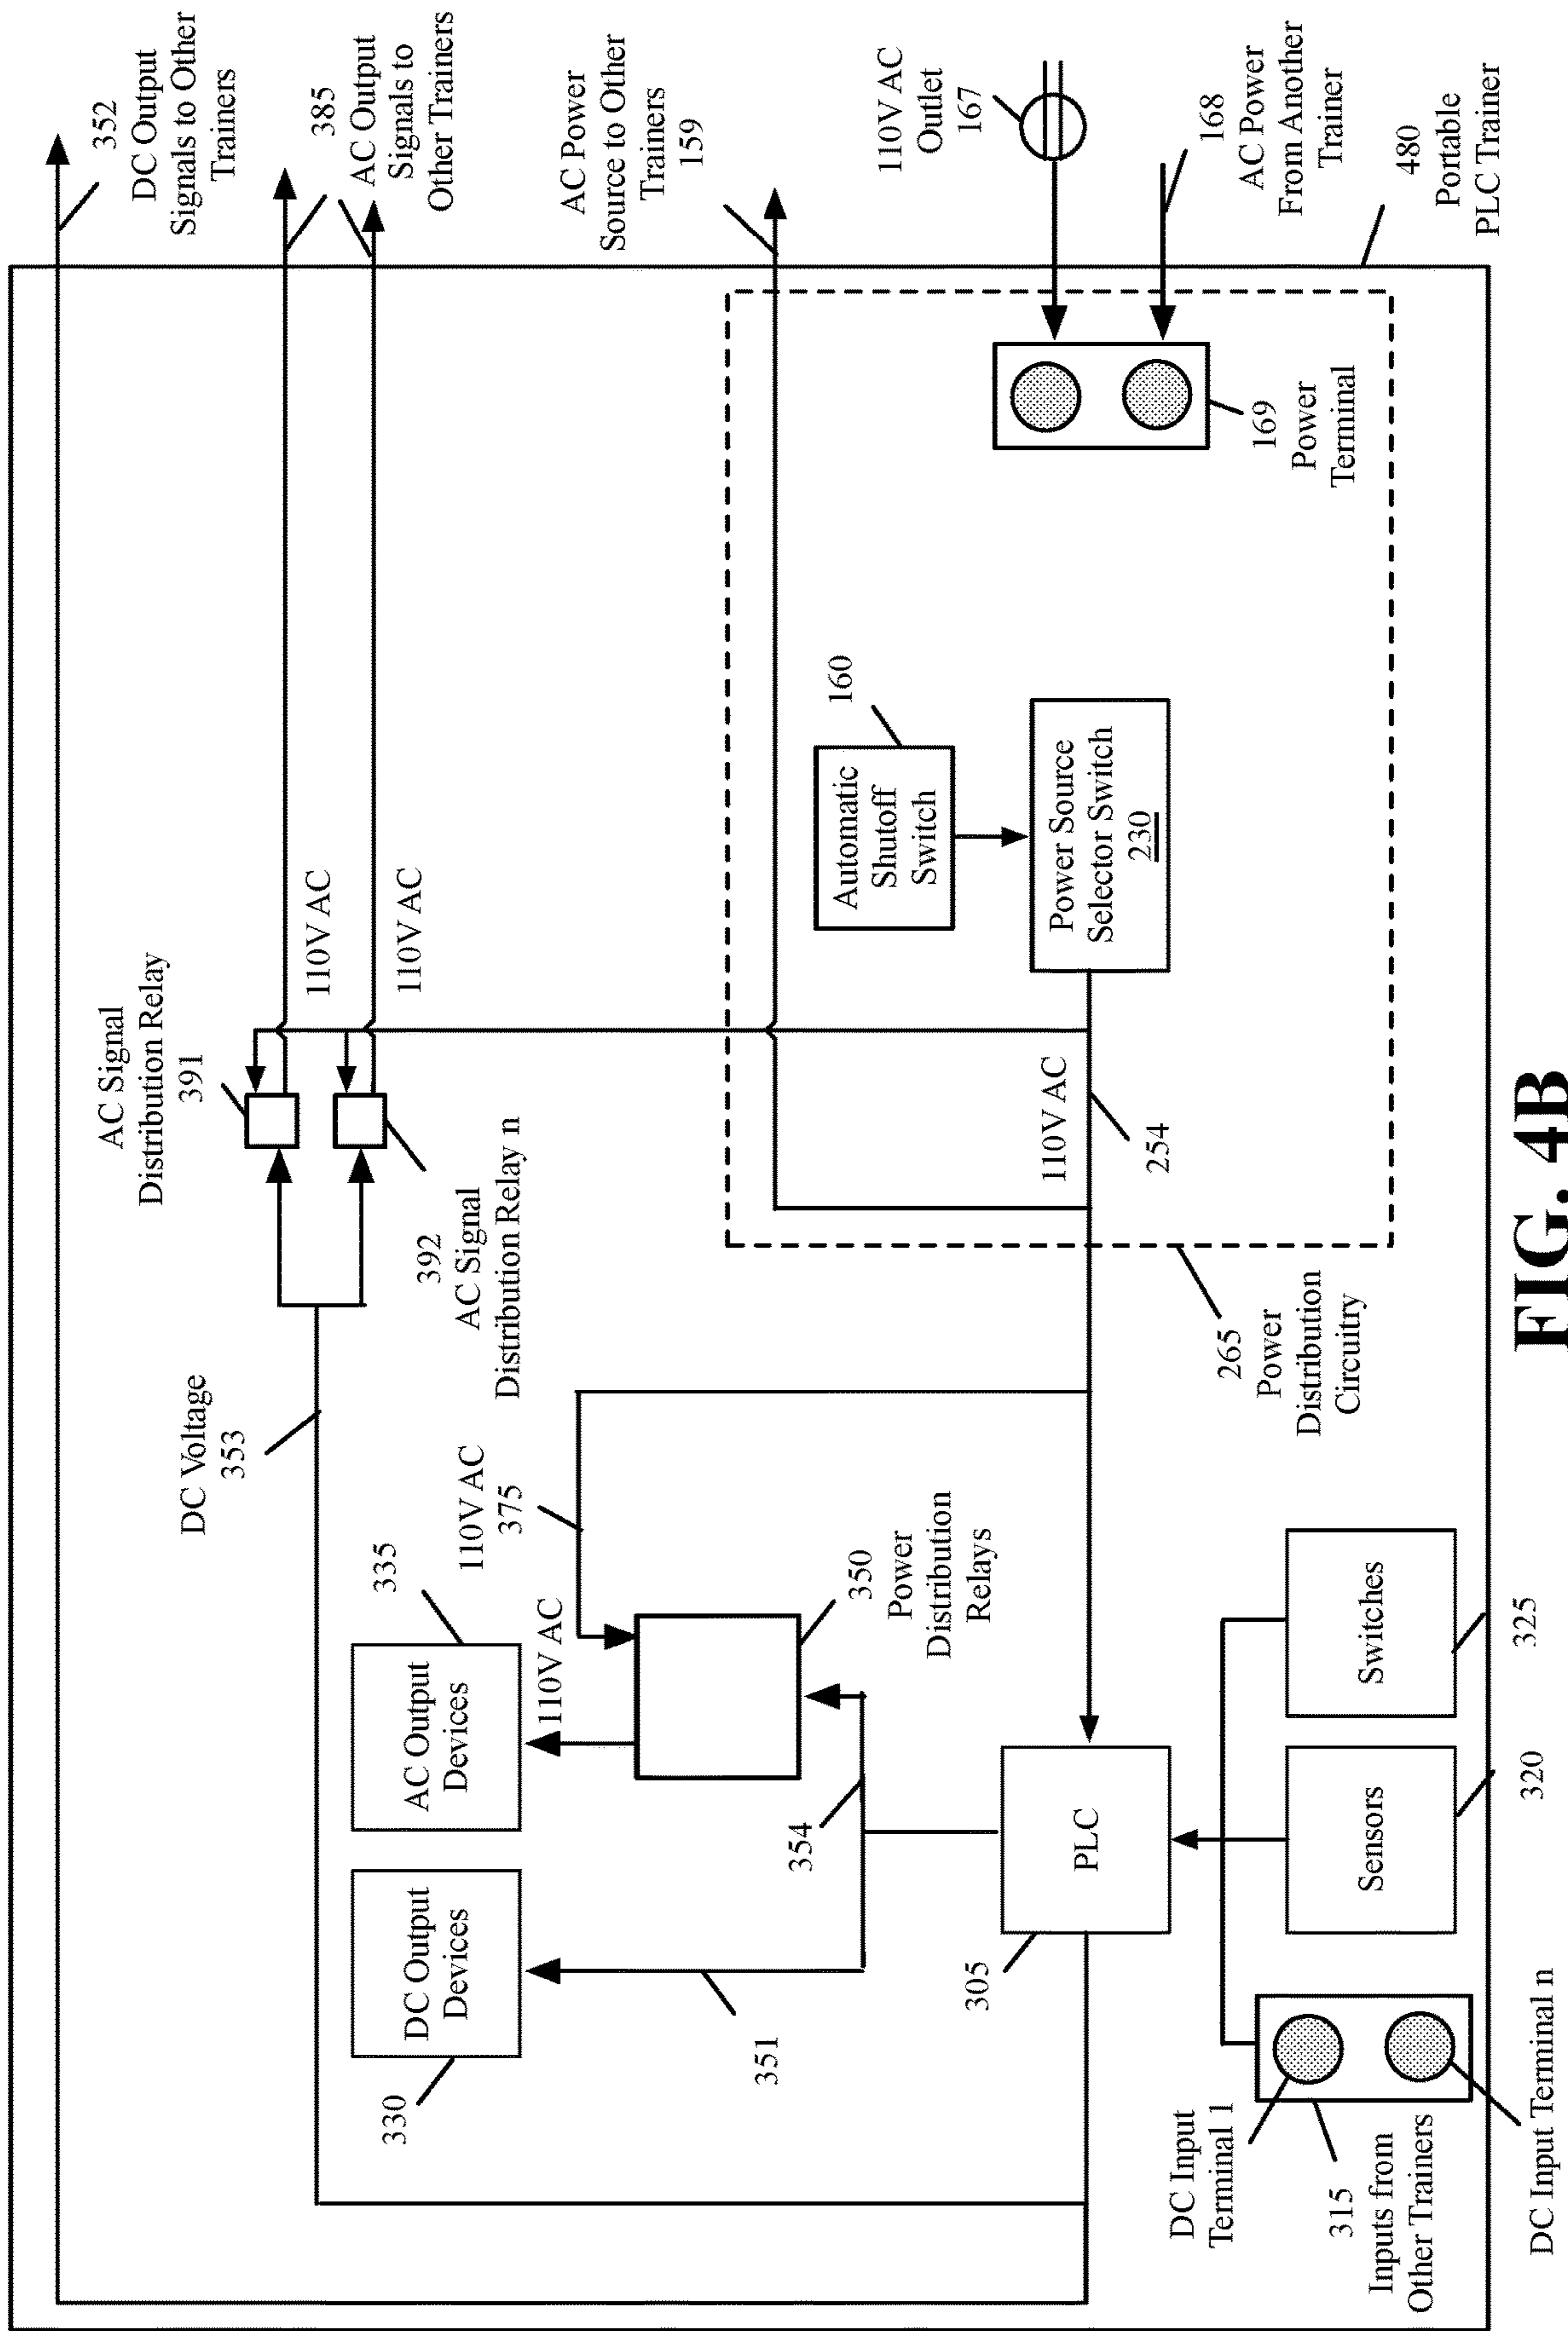 352
DC Output
Signals to Other
Trainers
385
AC Output
Signals to
Other Trainers
AC Power
Source to Other
Trainers
159
110V AC
Outlet
167
168
AC Power
From Another
Trainer
480
Portable
PLC Trainer
AC Signal
Distribution Relay
391
110V AC
110V AC
392
AC Signal
Distribution Relay n
DC Voltage
353
160
Automatic
Shutoff
Switch
Power Source
Selector Switch
230
169
Power
Terminal
110V AC
254
265
Power
Distribution
Circuitry
110V AC
375
335
AC Output
Devices
110V AC
350
Power
Distribution
Relays
DC Output
Devices
330
354
351
PLC
305
Switches
325
Sensors
320
DC Input
Terminal 1
315
Inputs from
Other Trainers
DC Input Terminal n
FIG. 4B